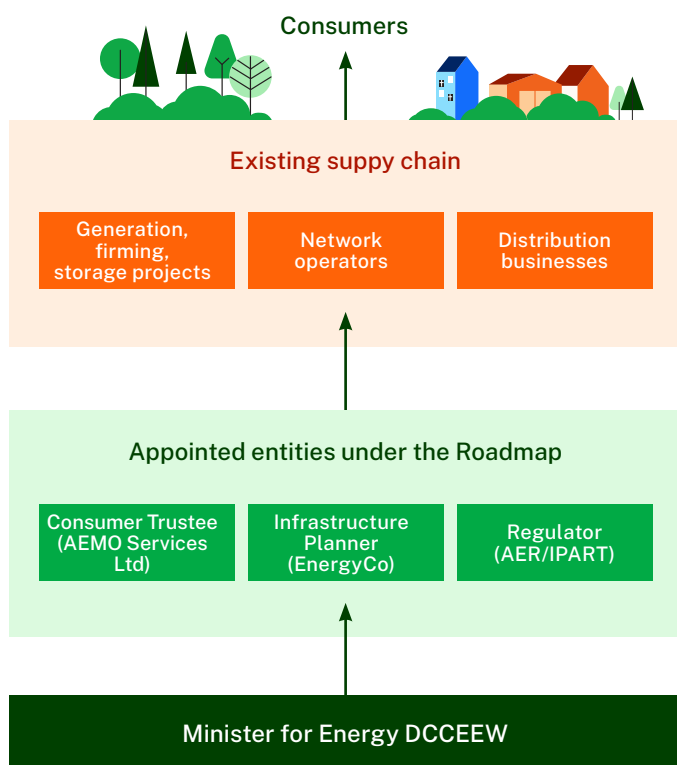 Consumers
Existing suppy chain
Generation,
firming,
storage projects
Network
operators
Distribution
businesses
Appointed entities under the Roadmap
Consumer Trustee
(AEMO Services
Ltd)
Infrastructure
Planner
(EnergyCo)
Regulator
(AER/IPART)
Minister for Energy DCCEEW